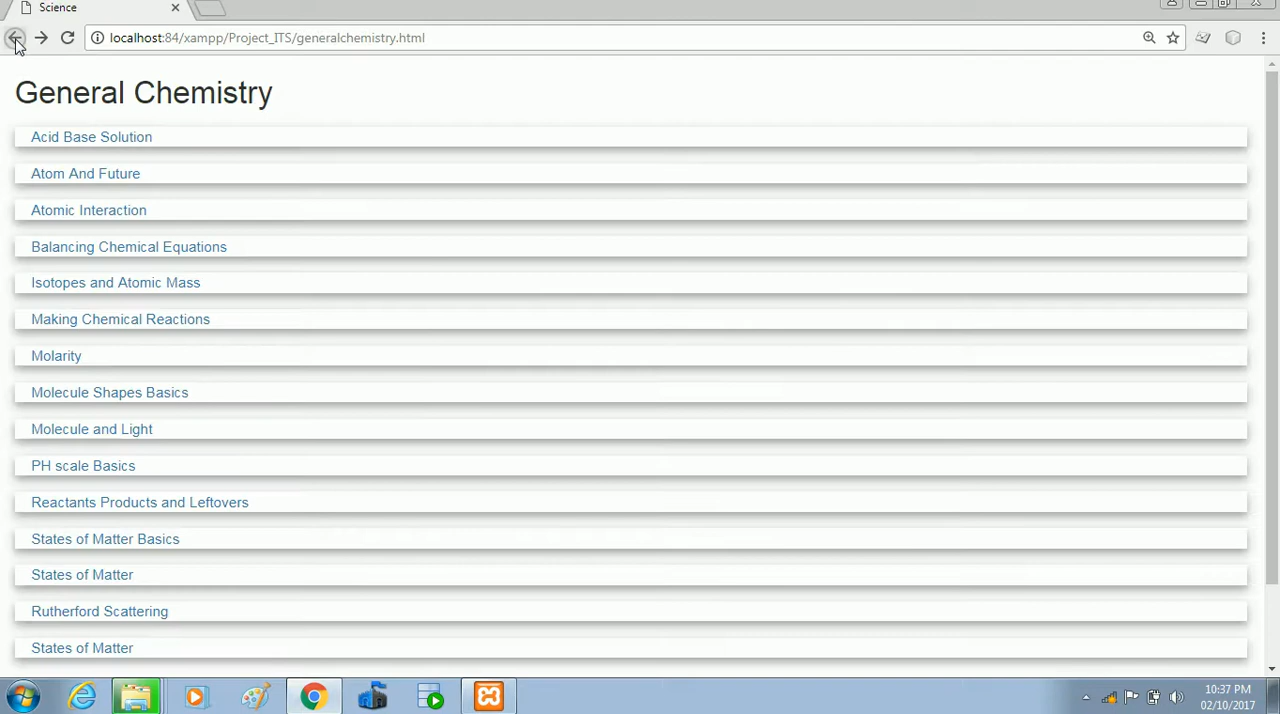 Science
localhost:84/xampp/Project_ITS/generalchemistry.html
General Chemistry
Acid Base Solution
Atom And Future
Atomic Interaction
Balancing Chemical Equations
Isotopes and Atomic Mass
Making Chemical Reactions
Molarity
Molecule Shapes Basics
Molecule and Light
PH scale Basics
Reactants Products and Leftovers
States of Matter Basics
States of Matter
Rutherford Scattering
States of Matter
10:37 PM
02/10/2017